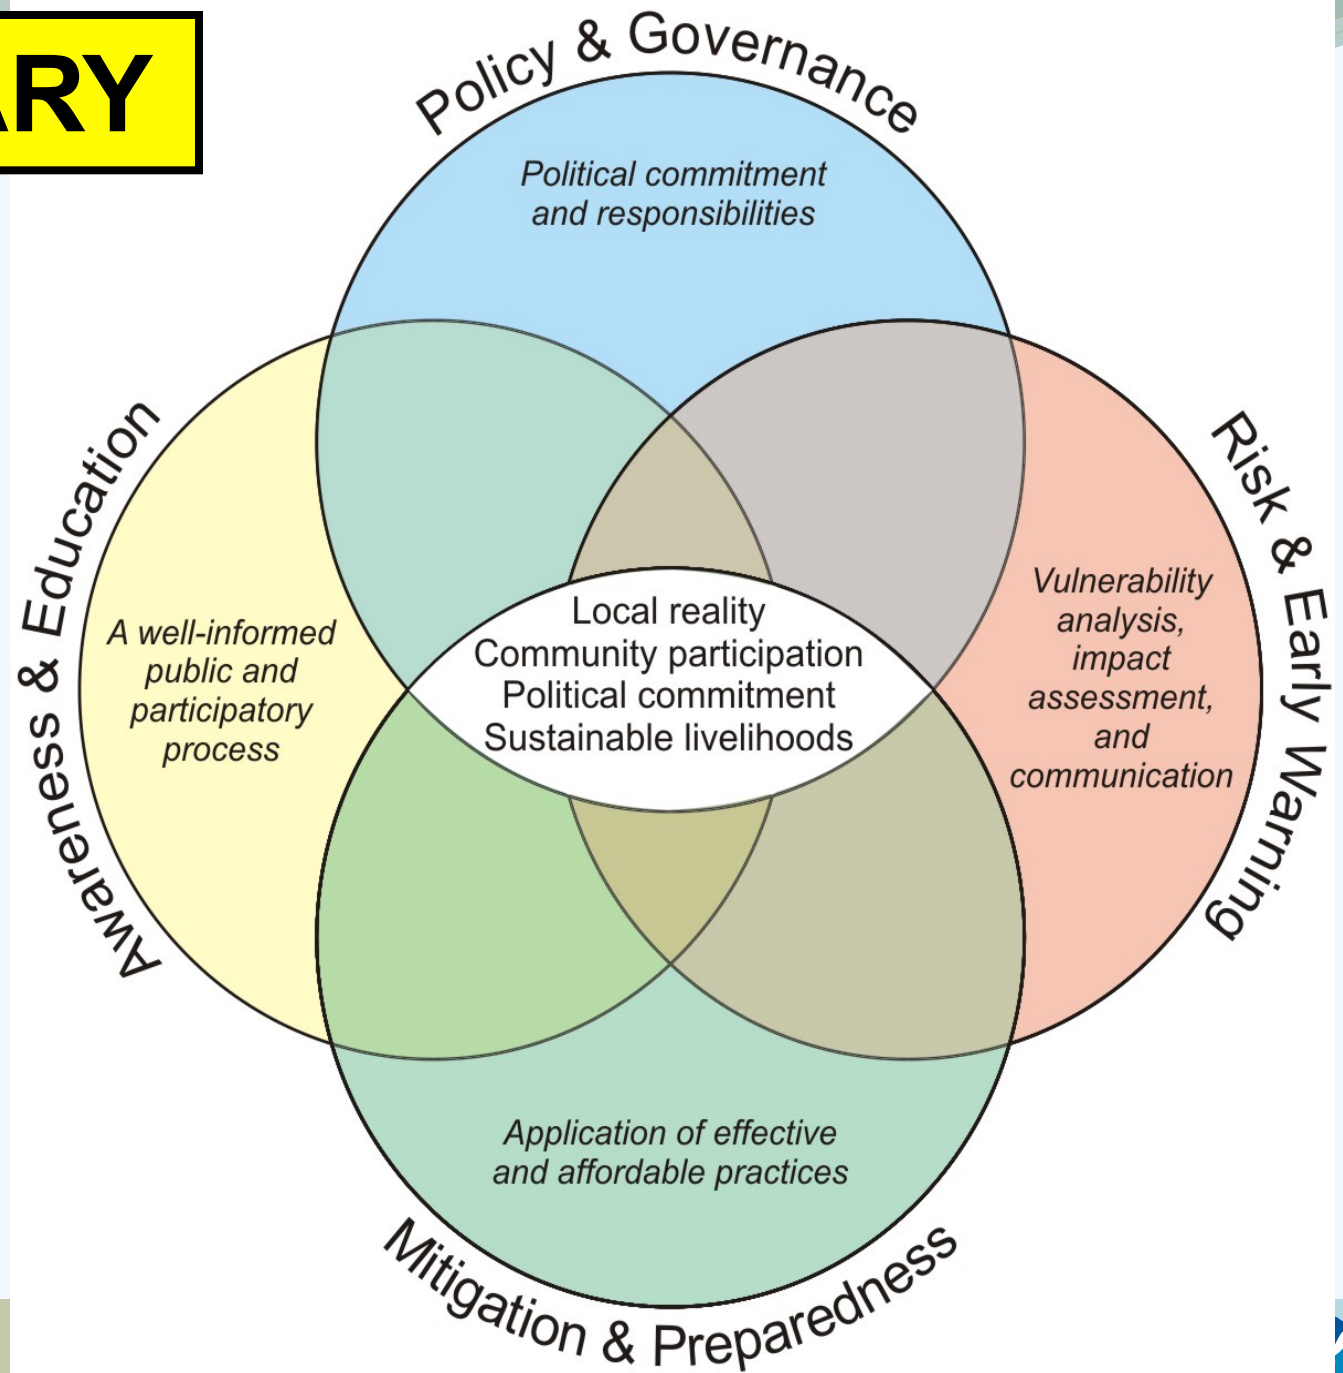 ARY
Policy & Governance
Political commitment
and responsibilities
Awareness & Education
A well-informed
public and
participatory
process
Local reality
Community participation
Political commitment
Sustainable livelihoods
Risk & Early Warning
Vulnerability
analysis,
impact
assessment,
and
communication
Application of effective
and affordable practices
Mitigation & Preparedness